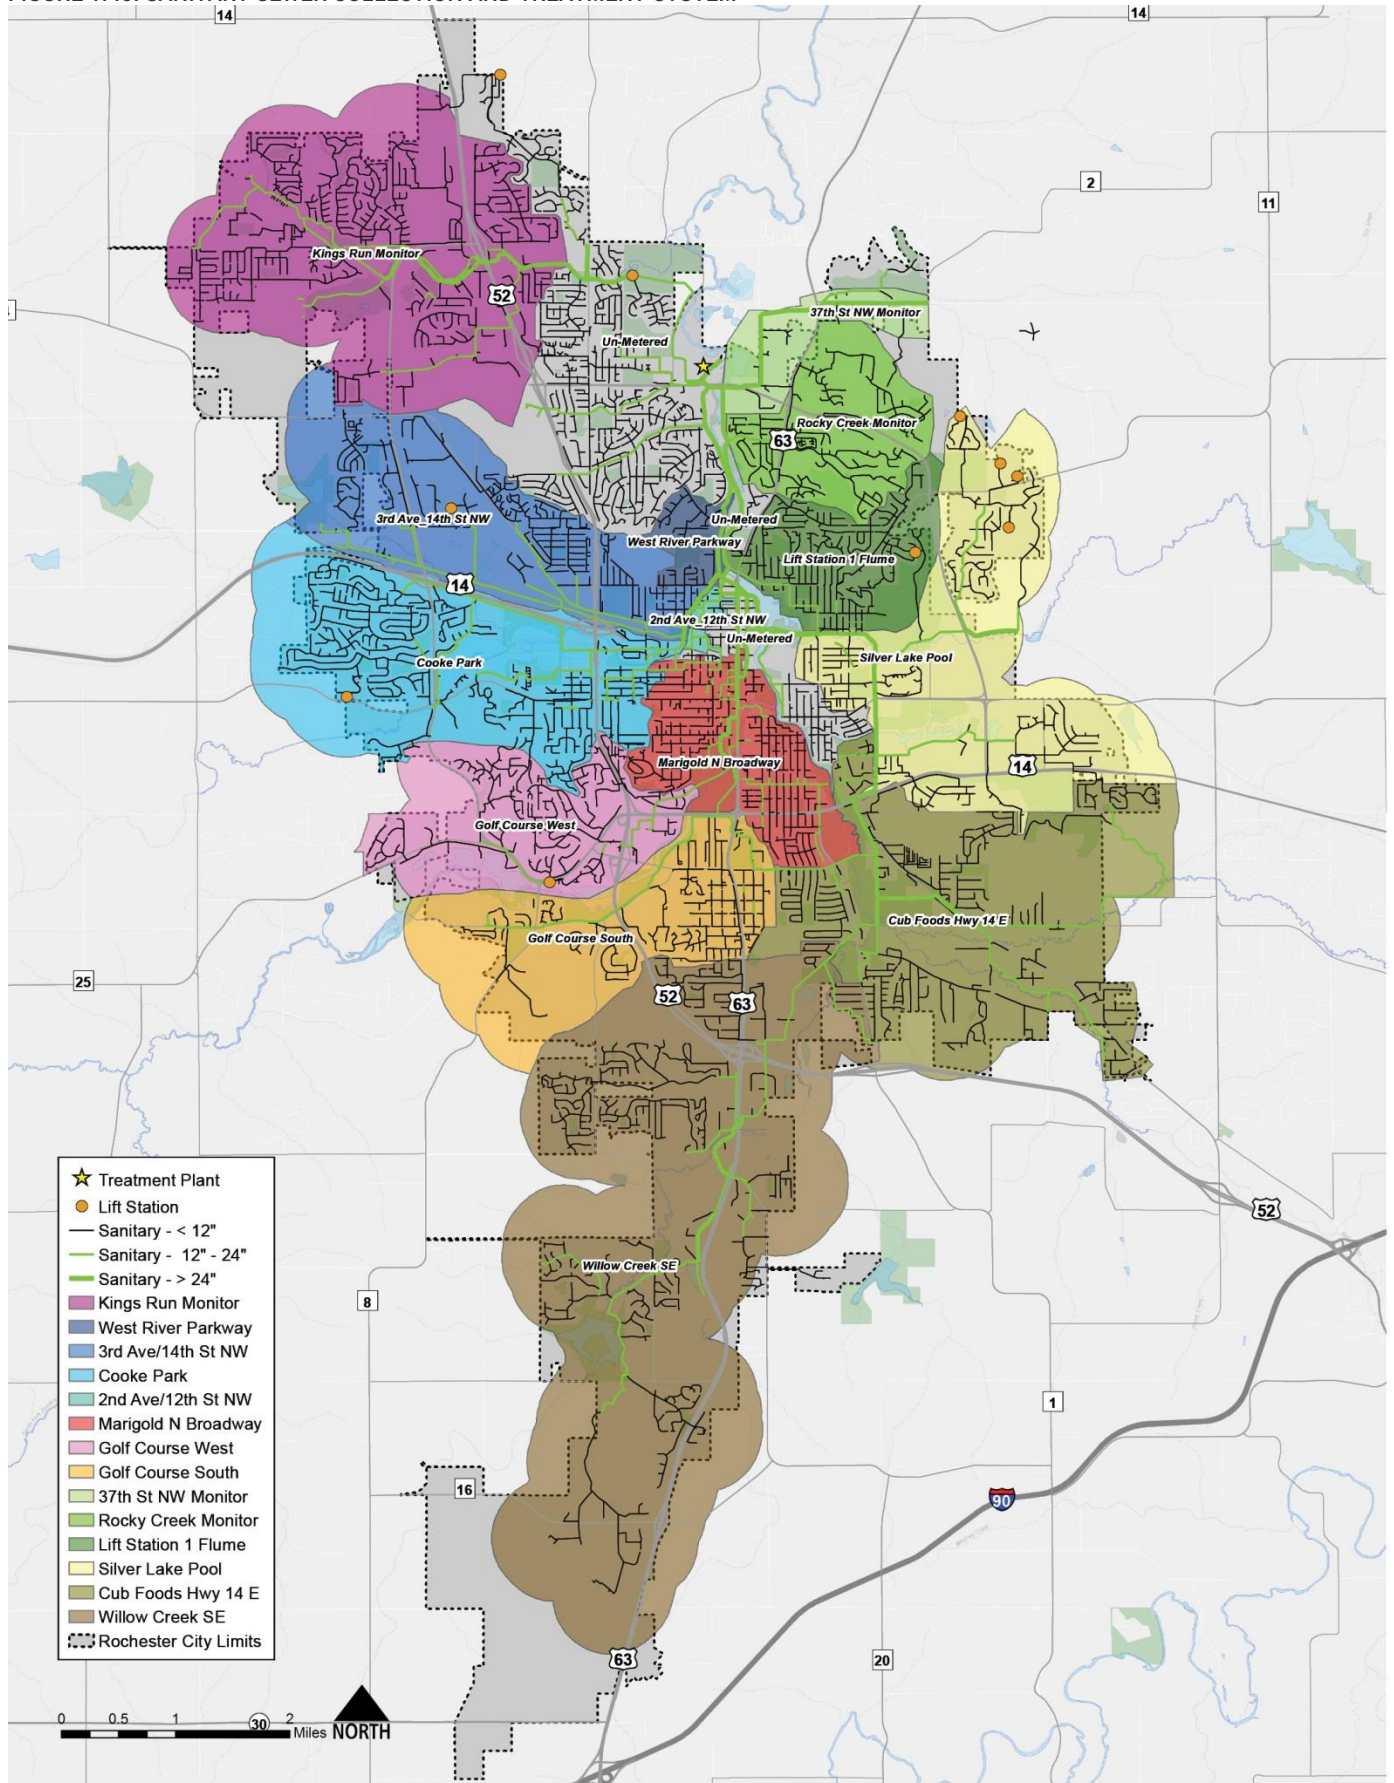 14
14
2
11
Kings Run Monitor
52
37th St NW Monitor
Un-Metered
Rocky Creek Monitor
63
3rd Ave_14th St NW
Un-Metered
West River Parkway
Lift Station 1 Flume
14
2nd Ave_12th St NW
Un-Metered
Cooke Park
Silver Lake Pool
Marigold N Broadway
14
Golf Course West
Cub Foods Hwy 14 E
Golf Course South
25
52
63
52
Willow Creek SE
8
1
16
90
63
20
Treatment Plant
Lift Station
Sanitary - < 12"
Sanitary - 12" - 24"
Sanitary - > 24"
Kings Run Monitor
West River Parkway
3rd Ave/14th St NW
Cooke Park
2nd Ave/12th St NW
Marigold N Broadway
Golf Course West
Golf Course South
37th St NW Monitor
Rocky Creek Monitor
Lift Station 1 Flume
Silver Lake Pool
Cub Foods Hwy 14 E
Willow Creek SE
Rochester City Limits
0 0.5 1 2
30
Miles NORTH